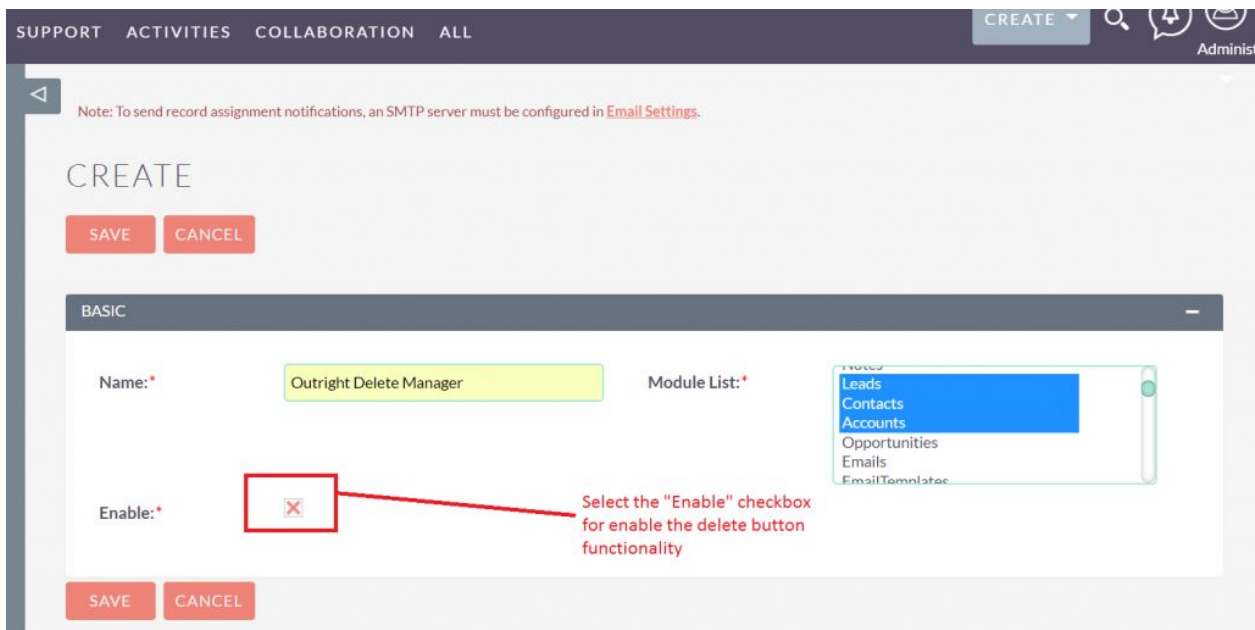 SUPPORT ACTIVITIES COLLABORATION ALL
CREATE
Administ
Note: To send record assignment notifications, an SMTP server must be configured in Email Settings.
CREATE
SAVE CANCEL
BASIC
Name:* Outright Delete Manager Module List:*
Notes
Leads
Contacts
Accounts
Opportunities
Emails
EmailTemplates
Enable:*
Select the "Enable" checkbox
for enable the delete button
functionality
SAVE CANCEL